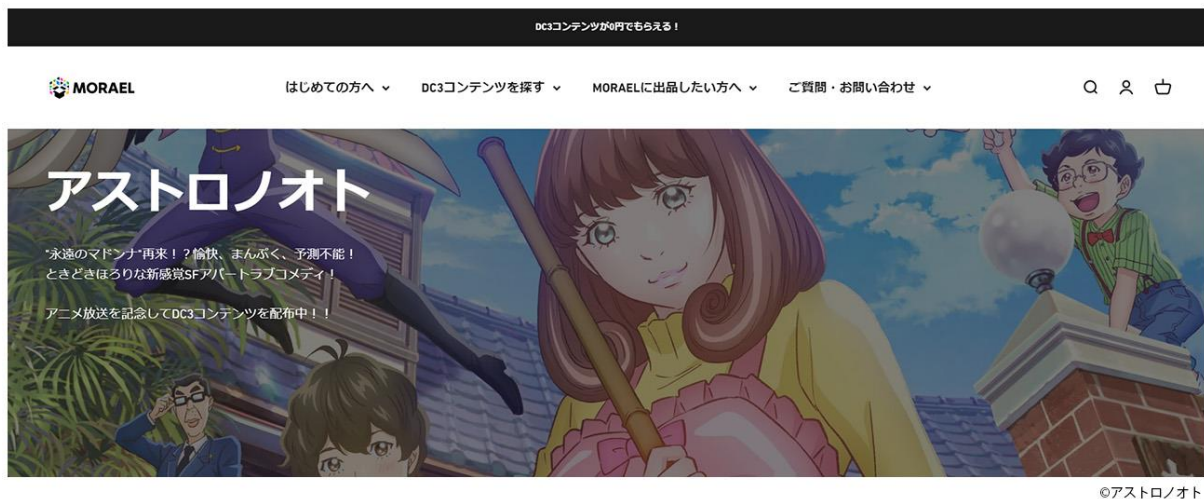 DC3コンテンツが0円でもらえる！
MORAEL
はじめての方へ
DC3コンテンツを探す
MORAELに出品したい方へ
ご質問・お問い合わせ
アストロノオト
"永遠のマドンナ"再来！？愉快、まんぷく、予測不能！
ときどきほろりな新感覚SFアパートラブコメディ！
アニメ放送を記念してDC3コンテンツを配布中！！
©アストロノオト